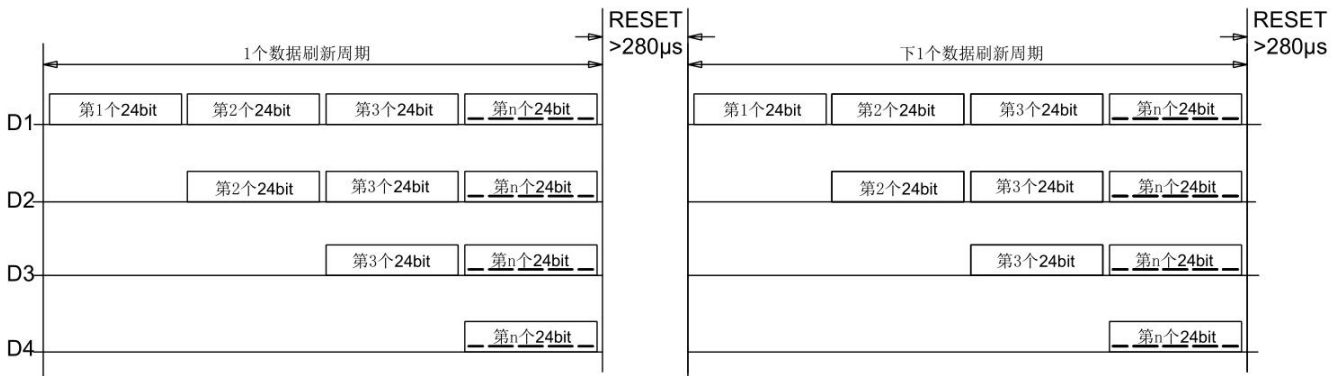 RESET
>280μs
RESET
>280μs
1个数据刷新周期
下1个数据刷新周期
D1 第1个24bit 第2个24bit 第3个24bit 第n个24bit 第1个24bit 第2个24bit 第3个24bit 第n个24bit
D2 第2个24bit 第3个24bit 第n个24bit 第2个24bit 第3个24bit 第n个24bit
D3 第3个24bit 第n个24bit 第3个24bit 第n个24bit
D4 第n个24bit 第n个24bit